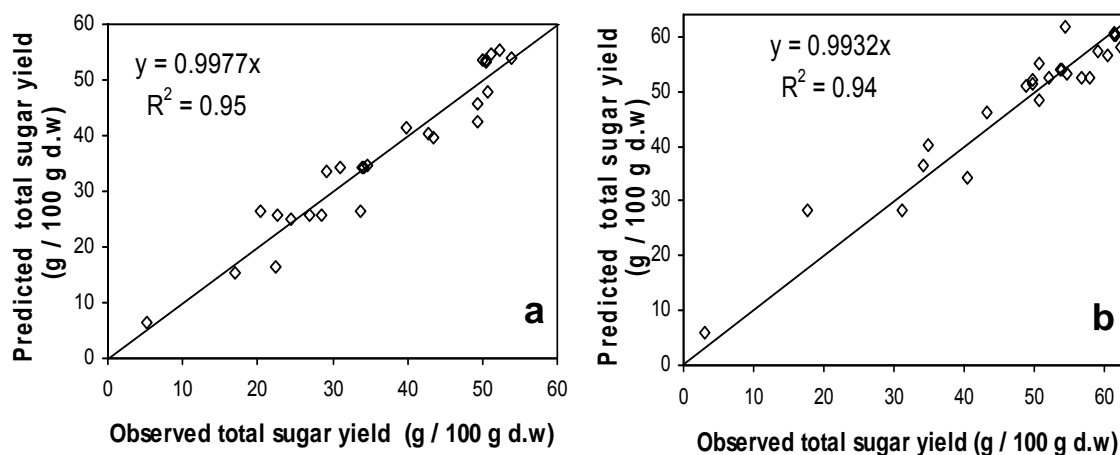 60
50
40
30
20
10
0
Predicted total sugar yield
(g / 100 g d.w)
y = 0.9977x
R² = 0.95
a
0 10 20 30 40 50 60
Observed total sugar yield (g / 100 g d.w)
60
50
40
30
20
10
0
Predicted total sugar yield
(g / 100 g d.w)
y = 0.9932x
R² = 0.94
b
0 10 20 30 40 50 60
Observed total sugar yield (g / 100 g d.w)